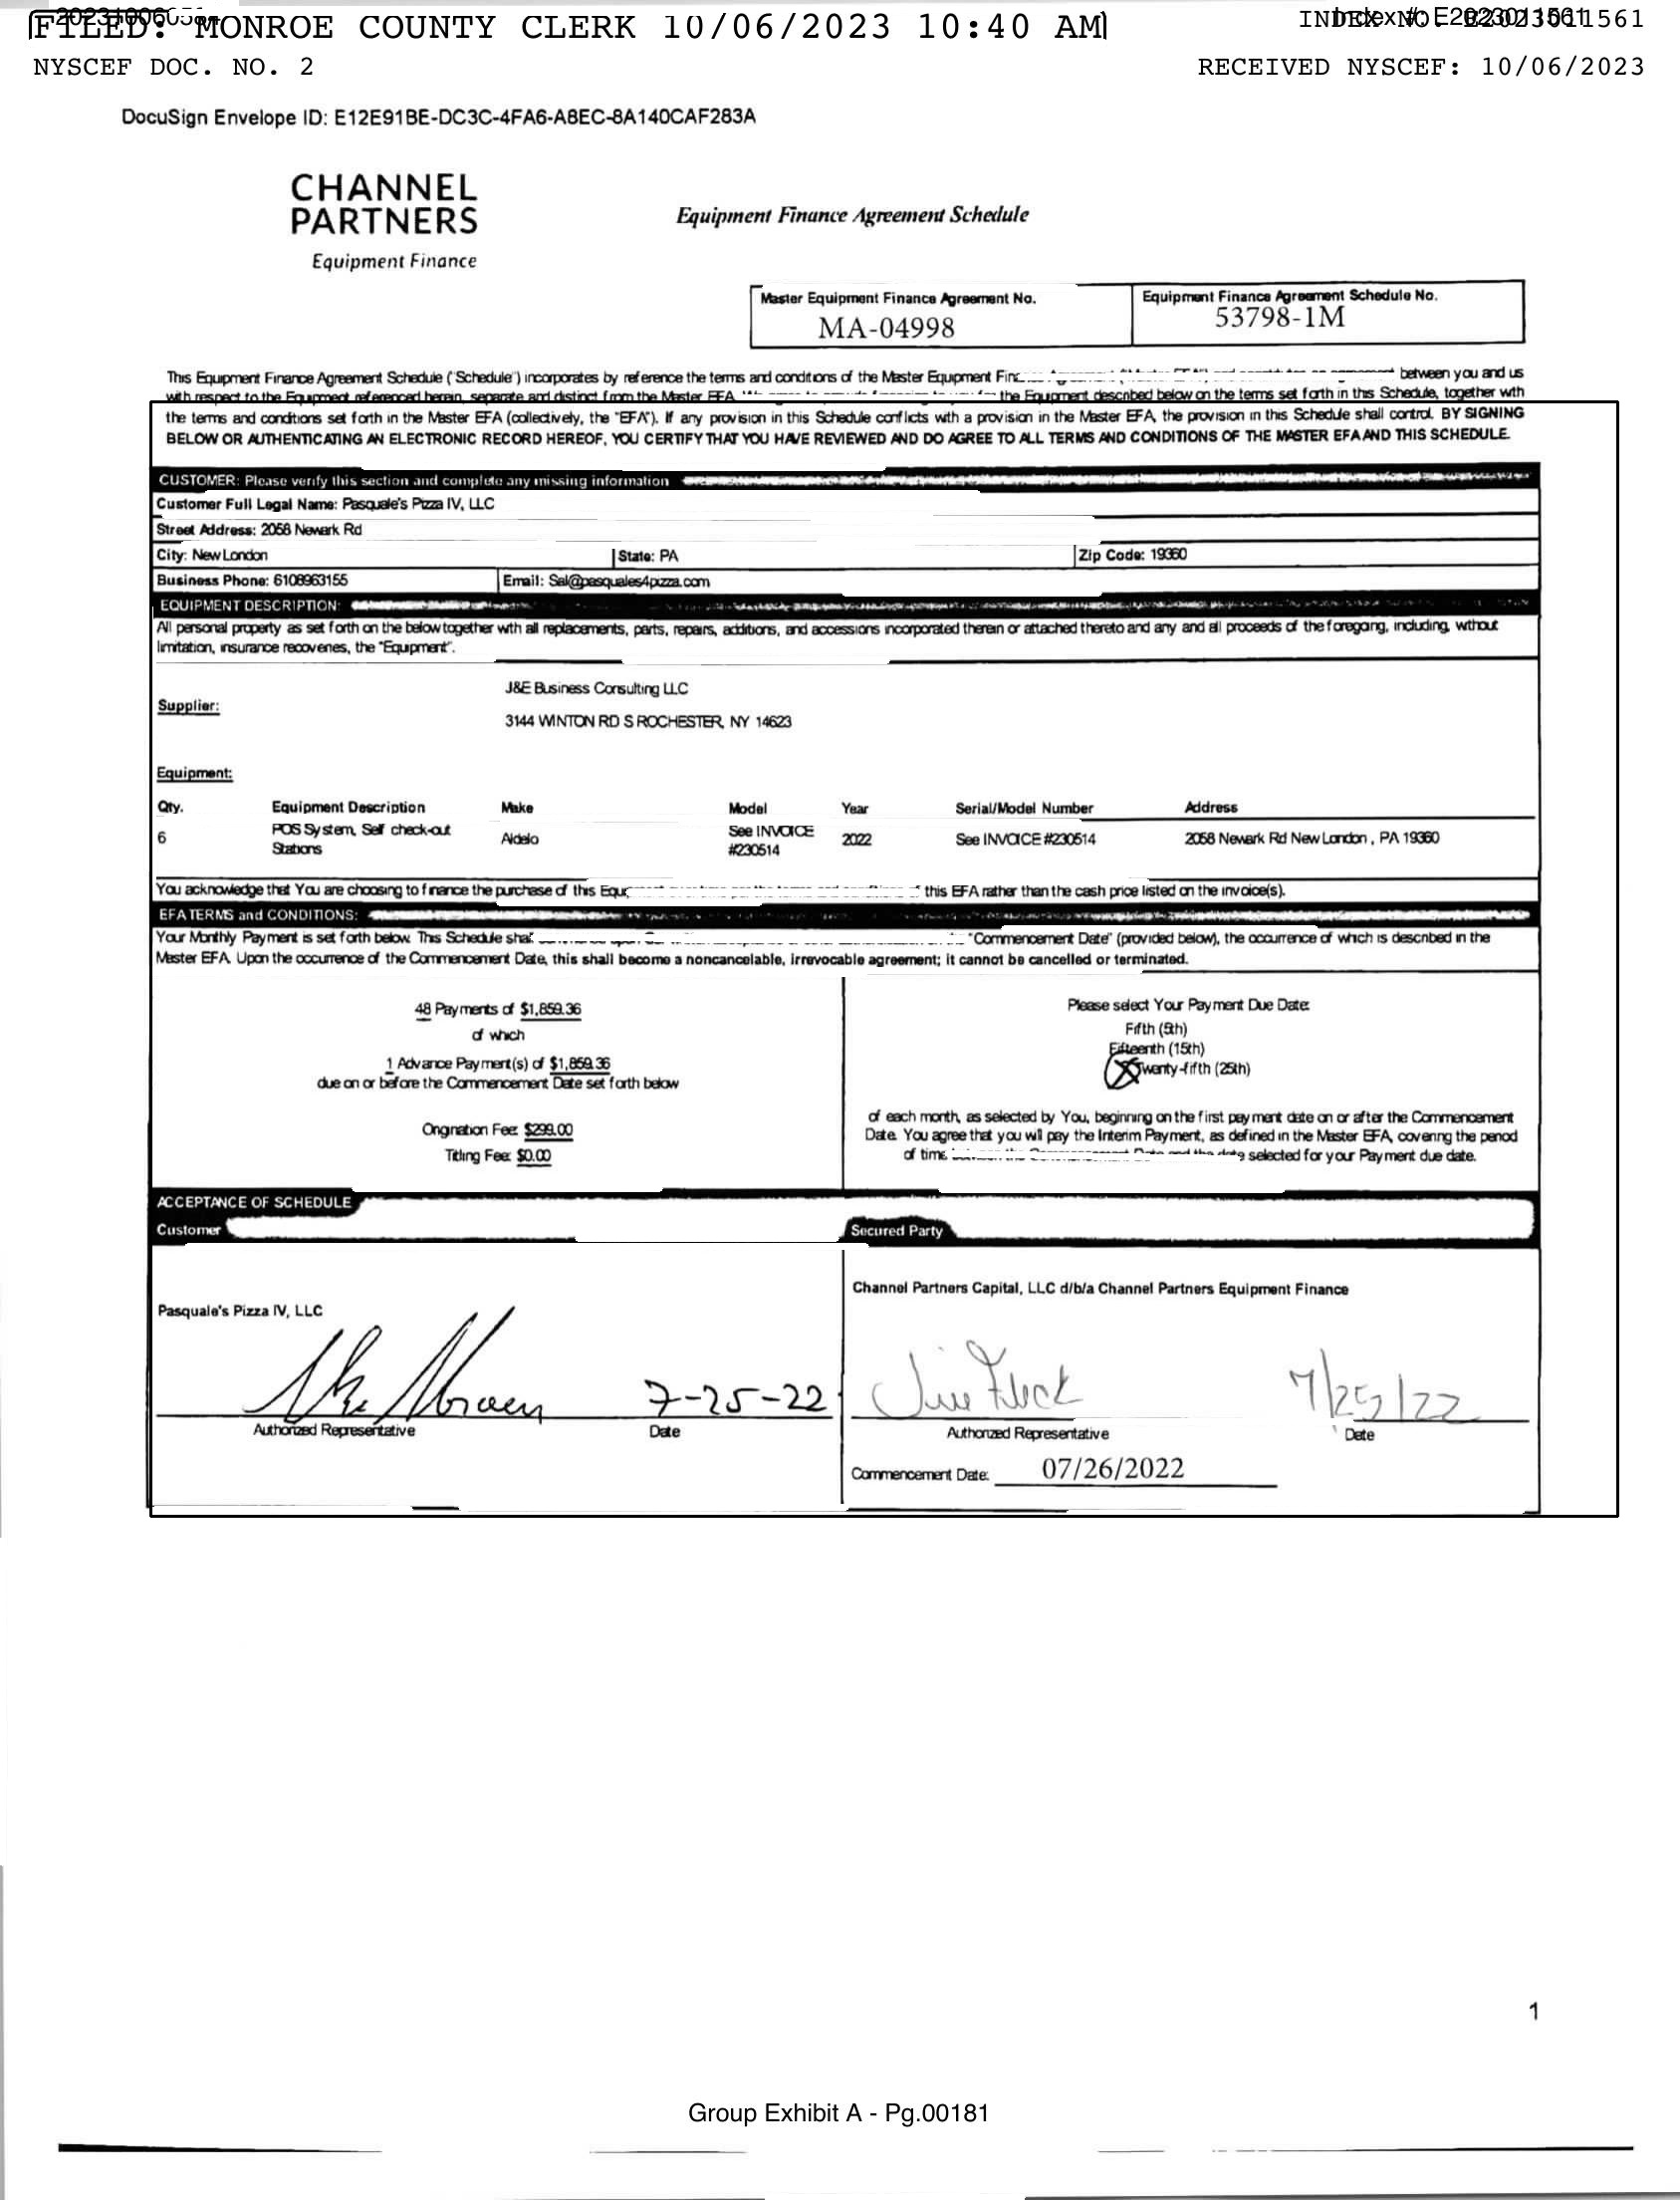 FILED: MONROE COUNTY CLERK 10/06/2023 10:40 AM
NYSCEF DOC. NO. 2
RECEIVED NYSCEF: 10/06/2023
DocuSign Envelope ID: E12E91BE-DC3C-4FA6-A8EC-8A140CAF283A
CHANNEL
PARTNERS
Equipment Finance
Equipment Finance Agreement Schedule
Master Equipment Finance Agreement No.
MA-04998
Equipment Finance Agreement Schedule No.
53798-1M
This Equipment Finance Agreement Schedule ("Schedule") incorporates by reference the terms and conditions of the Master Equipment between you and us
with respect to the Equipment referenced herein, separate and distinct from the Master EFA. the Equipment described below on the terms set forth in this Schedule, together with
the terms and conditions set forth in the Master EFA (collectively, the "EFA"). If any provision in this Schedule conflicts with a provision in the Master EFA, the provision in this Schedule shall control. BY SIGNING
BELOW OR AUTHENTICATING AN ELECTRONIC RECORD HEREOF, YOU CERTIFY THAT YOU HAVE REVIEWED AND DO AGREE TO ALL TERMS AND CONDITIONS OF THE MASTER EFA AND THIS SCHEDULE.
CUSTOMER: Please verify this section and complete any missing information
Customer Full Legal Name: Pasquale's Pizza IV, LLC
Street Address: 2058 Newark Rd
City: New London State: PA Zip Code: 19360
Business Phone: 6108963155 Email: Sal@pasquales4pizza.com
EQUIPMENT DESCRIPTION:
All personal property as set forth on the below together with all replacements, parts, repairs, additions, and accessions incorporated therein or attached thereto and any and all proceeds of the foregoing, including, without
limitation, insurance recoveries, the "Equipment".
Supplier:
J&E Business Consulting LLC
3144 WINTON RD S ROCHESTER, NY 14623
Equipment:
Qty. Equipment Description Make Model Year Serial/Model Number Address
6 POS System, Self check-out Stations Aldelo See INVOICE #230514 2022 See INVOICE #230514 2058 Newark Rd New London , PA 19360
You acknowledge that You are choosing to finance the purchase of this this EFA rather than the cash price listed on the invoice(s).
EFA TERMS and CONDITIONS:
Your Monthly Payment is set forth below. This Schedule "Commencement Date" (provided below), the occurrence of which is described in the
Master EFA. Upon the occurrence of the Commencement Date, this shall become a noncancelable, irrevocable agreement; it cannot be cancelled or terminated.
48 Payments of $1,859.36
of which
1 Advance Payment(s) of $1,859.36
due on or before the Commencement Date set forth below
Origination Fee: $299.00
Titling Fee: $0.00
Please select Your Payment Due Date:
Fifth (5th)
Fifteenth (15th)
Twenty-fifth (25th)
of each month, as selected by You, beginning on the first payment date on or after the Commencement
Date. You agree that you will pay the Interim Payment, as defined in the Master EFA, covering the period
of time selected for your Payment due date.
ACCEPTANCE OF SCHEDULE
Customer
Secured Party
Pasquale's Pizza IV, LLC
Channel Partners Capital, LLC d/b/a Channel Partners Equipment Finance
7-25-22
7/25/22
Authorized Representative Date
Authorized Representative Date
Commencement Date: 07/26/2022
1
Group Exhibit A - Pg.00181